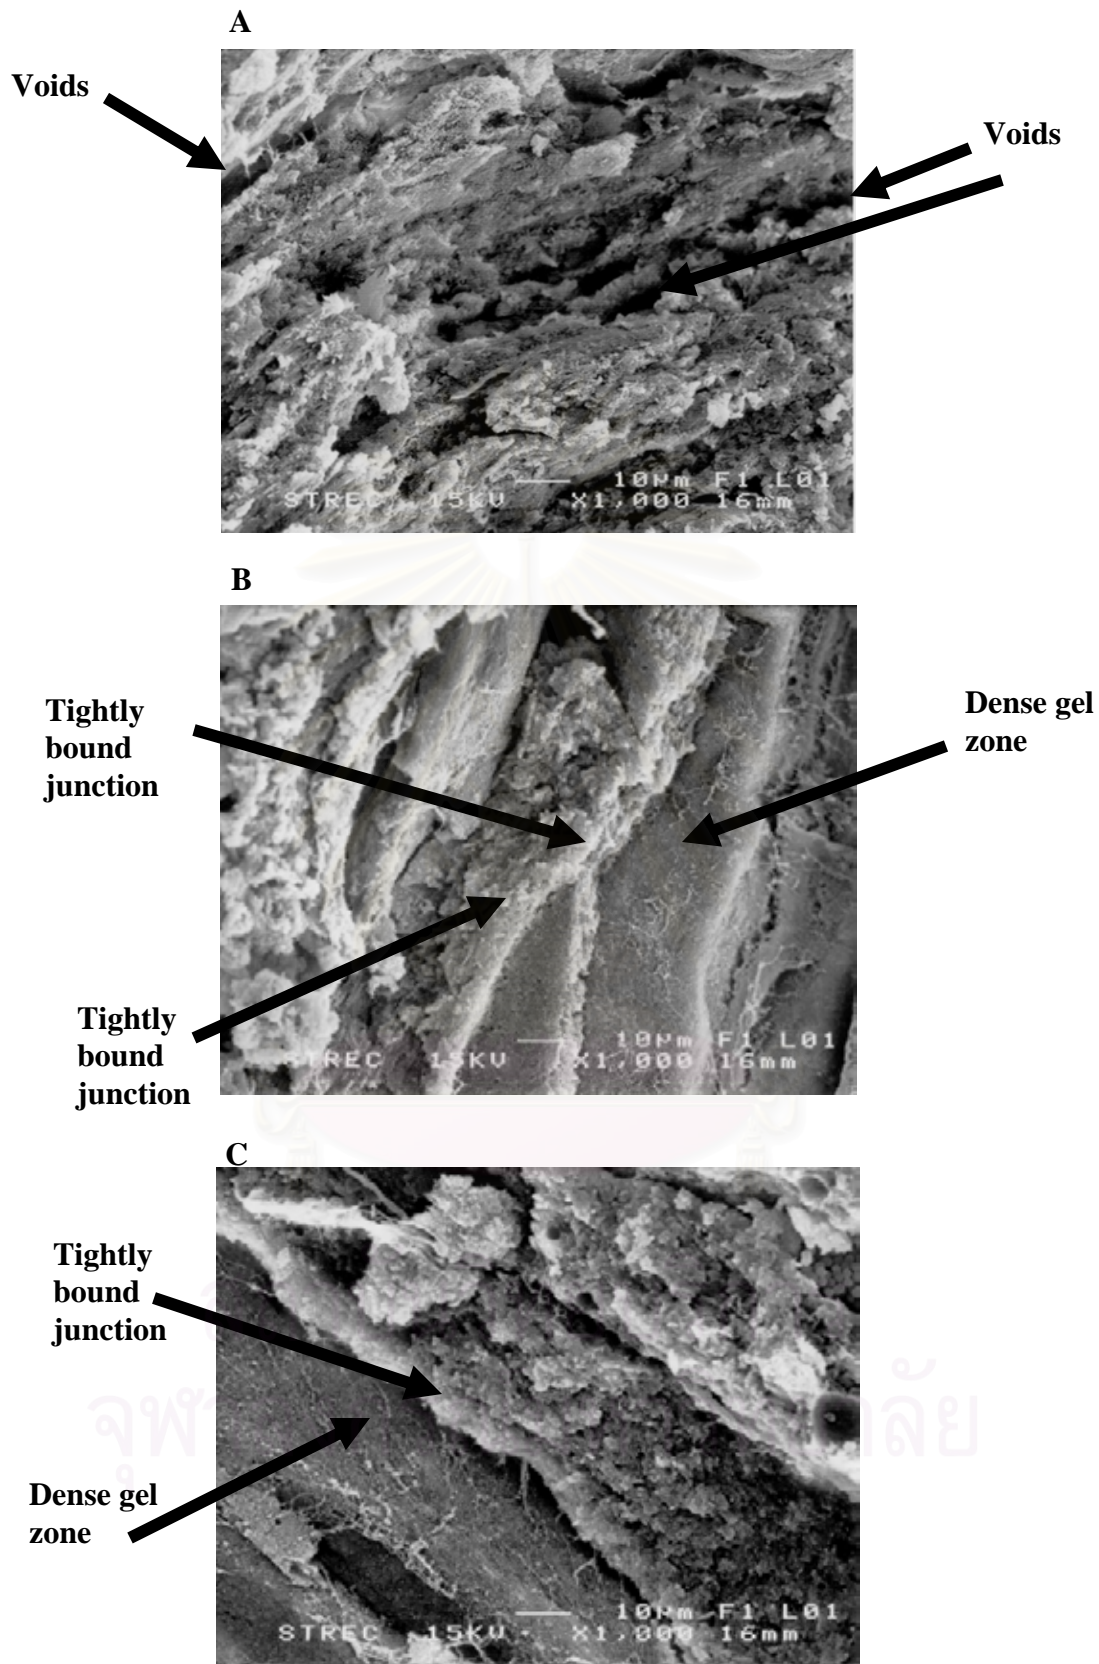 A
Voids
Voids
10µm F1 L01
STREC 15KV X1,000 16mm
B
Tightly
bound
junction
Dense gel
zone
Tightly
bound
junction
10µm F1 L01
STREC 15KV X1,000 16mm
C
Tightly
bound
junction
Dense gel
zone
10µm F1 L01
STREC 15KV X1,000 16mm